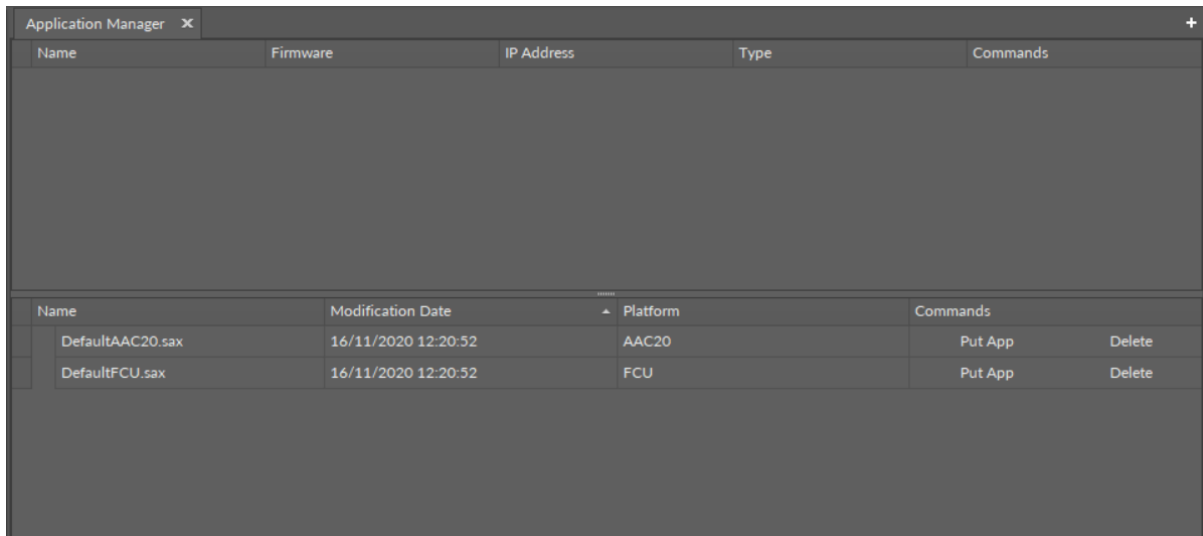 Application Manager ✕ +
Name Firmware IP Address Type Commands
Name Modification Date Platform Commands
DefaultAAC20.sax 16/11/2020 12:20:52 AAC20 Put App Delete
DefaultFCU.sax 16/11/2020 12:20:52 FCU Put App Delete